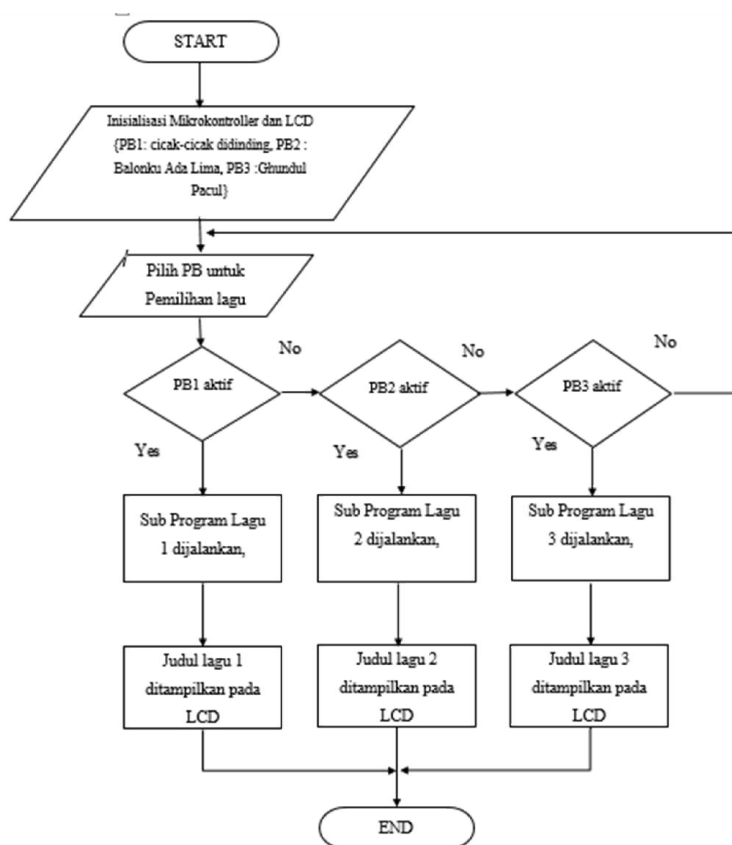 START
Inisialisasi Mikrokontroller dan LCD
{PB1: cicak-cicak didinding, PB2 :
Balonku Ada Lima, PB3 :Ghundul
Pacul}
Pilih PB untuk
Pemilihan lagu
PB1 aktif
No
PB2 aktif
No
PB3 aktif
No
Yes
Yes
Yes
Sub Program Lagu
1 dijalankan,
Sub Program Lagu
2 dijalankan,
Sub Program Lagu
3 dijalankan,
Judul lagu 1
ditampilkan pada
LCD
Judul lagu 2
ditampilkan pada
LCD
Judul lagu 3
ditampilkan pada
LCD
END